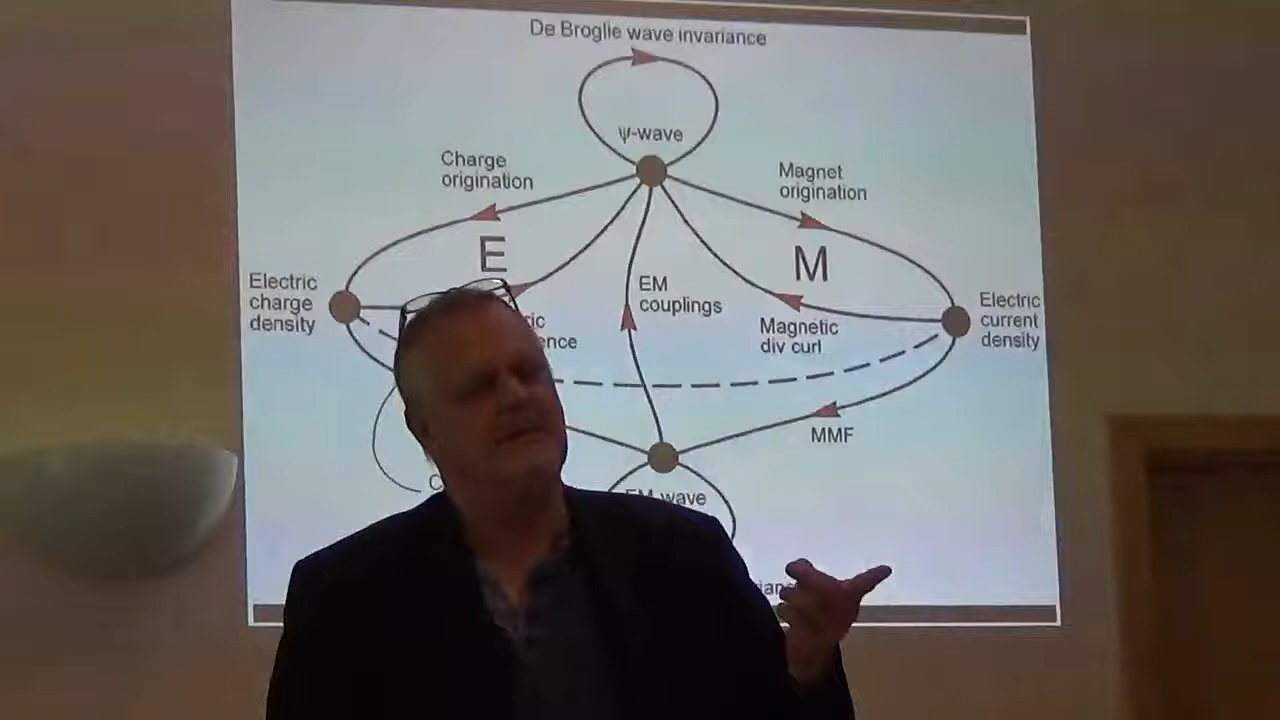 De Broglie wave invariance
ψ-wave
Charge
origination
Magnet
origination
E
M
Electric
charge
density
EM
couplings
Magnetic
div curl
Electric
current
density
MMF
wave